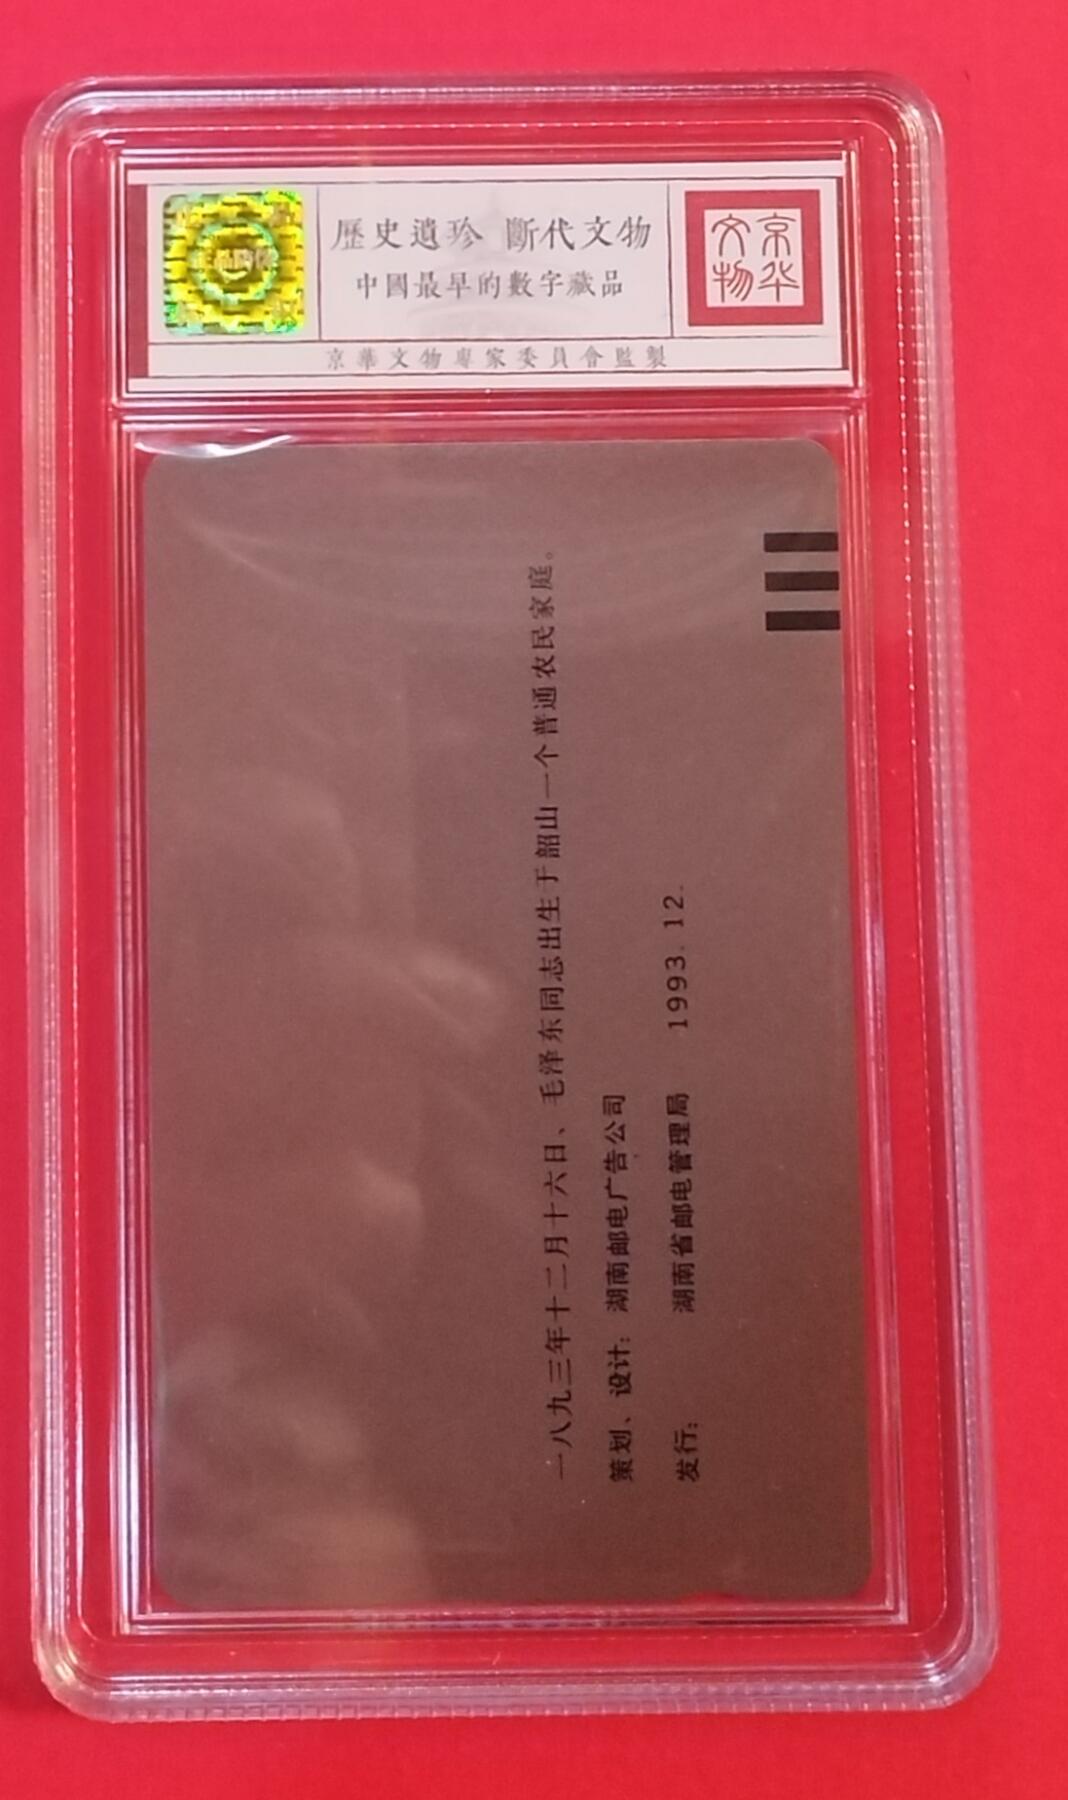 歷史遺珍 斷代文物
中國最早的數字藏品
京华文物
京華文物專家委員會監製
一八九三年十二月十六日、毛泽东同志出生于韶山一个普通农民家庭。
策划、设计：湖南邮电广告公司
发行：湖南省邮电管理局 1993.12.